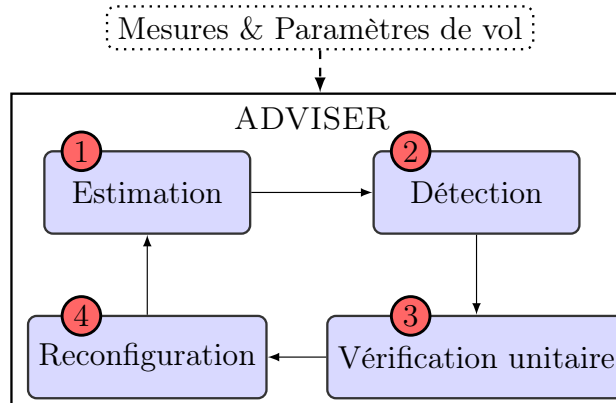 Mesures & Paramètres de vol
ADVISER
1
Estimation
2
Détection
4
Reconfiguration
3
Vérification unitaire